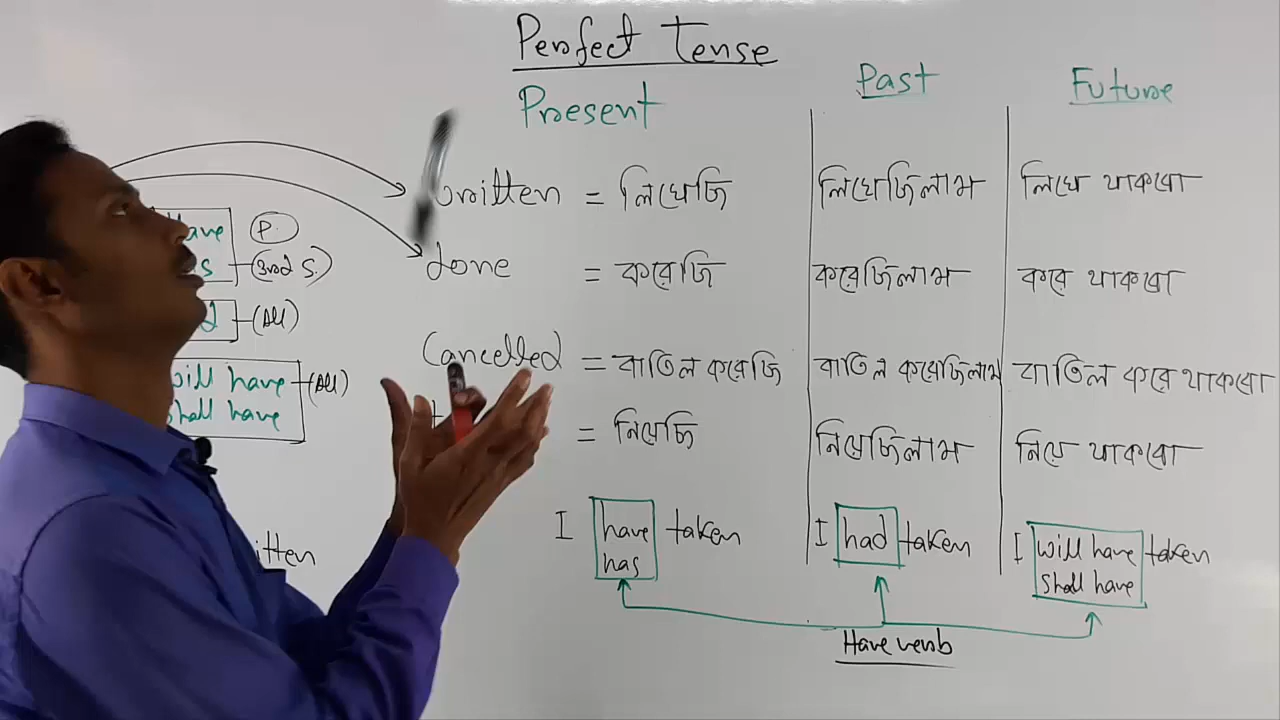 Perfect Tense
Present Past Future
written = লিখেছি লিখেছিলাম লিখে থাকবো
done = করেছি করেছিলাম করে থাকবো
Cancelled = বাতিল করেছি বাতিল করেছিলাম বাতিল করে থাকবো
= নিয়েছি নিয়েছিলাম নিয়ে থাকবো
P.
(3rd S.)
(All)
will have (All)
shall have
I have taken I had taken I will have taken
has shall have
Have verb